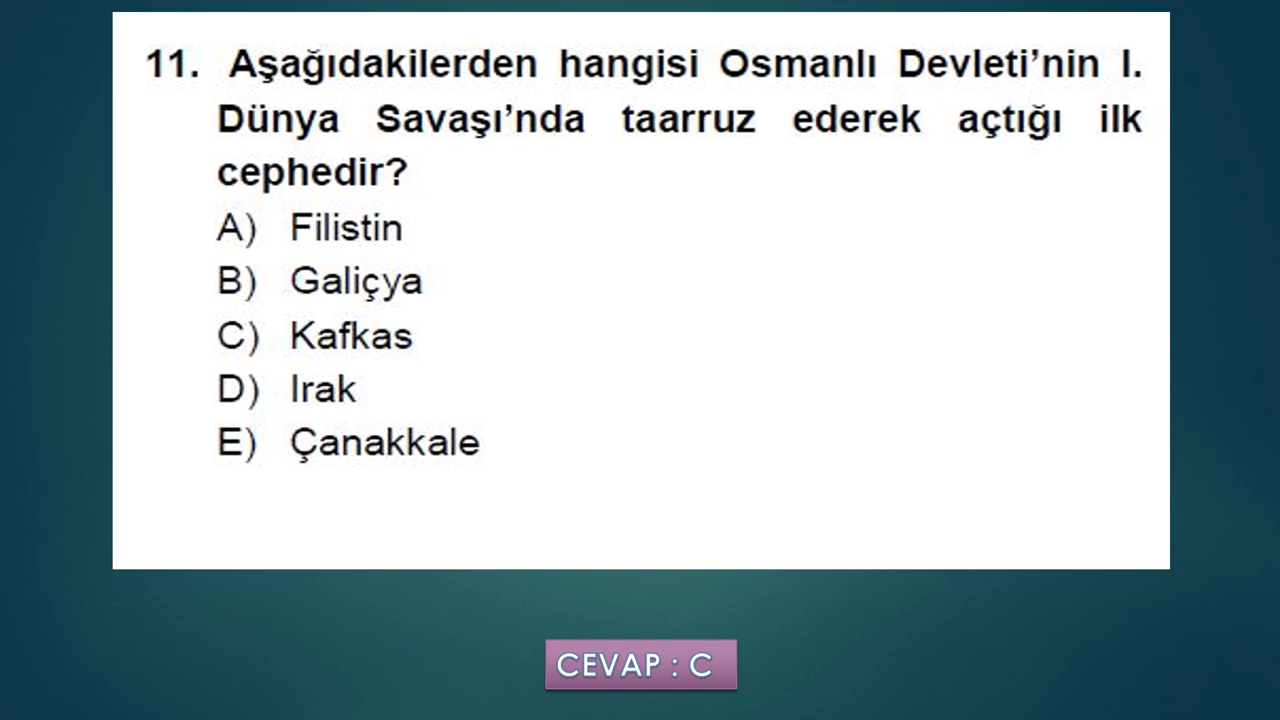 11. Aşağıdakilerden hangisi Osmanlı Devleti’nin I.
Dünya Savaşı’nda taarruz ederek açtığı ilk
cephedir?
A) Filistin
B) Galiçya
C) Kafkas
D) Irak
E) Çanakkale
CEVAP : C